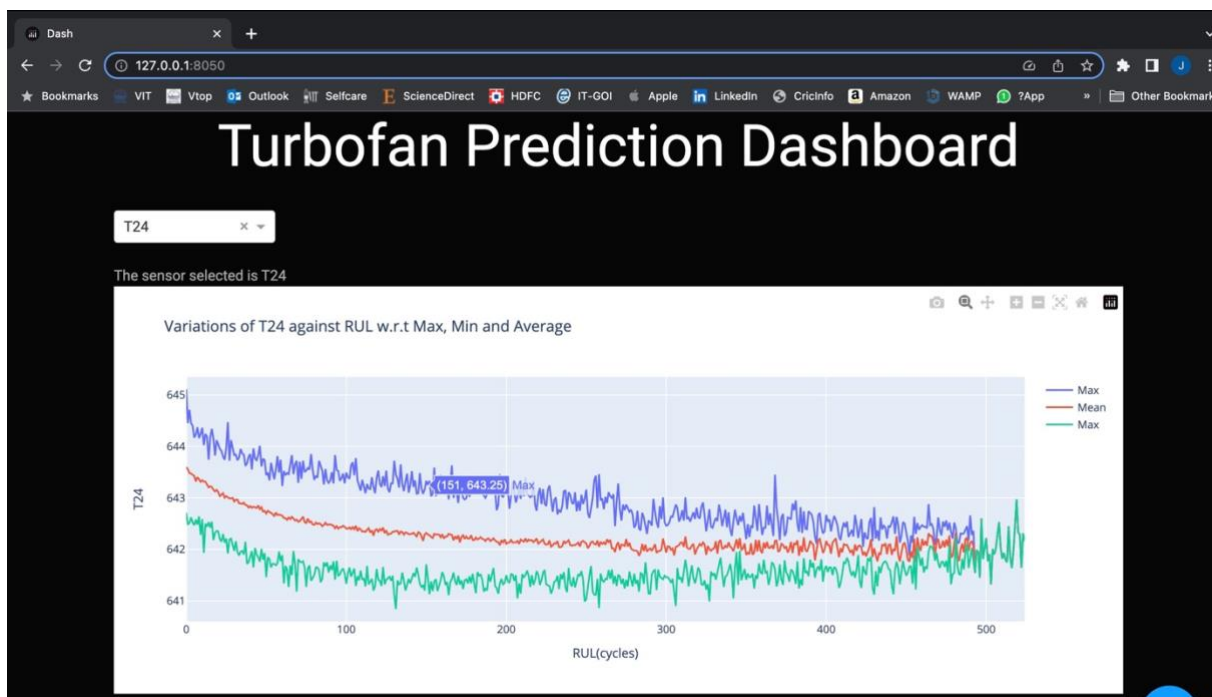 Dash
127.0.0.1:8050
Bookmarks VIT Vtop Outlook Selfcare ScienceDirect HDFC IT-GOI Apple LinkedIn CricInfo Amazon WAMP ?App » Other Bookmark
J
Turbofan Prediction Dashboard
T24
The sensor selected is T24
Variations of T24 against RUL w.r.t Max, Min and Average
645
644
643
642
641
T24
(151, 643.25) Max
Max
Mean
Max
0 100 200 300 400 500
RUL(cycles)